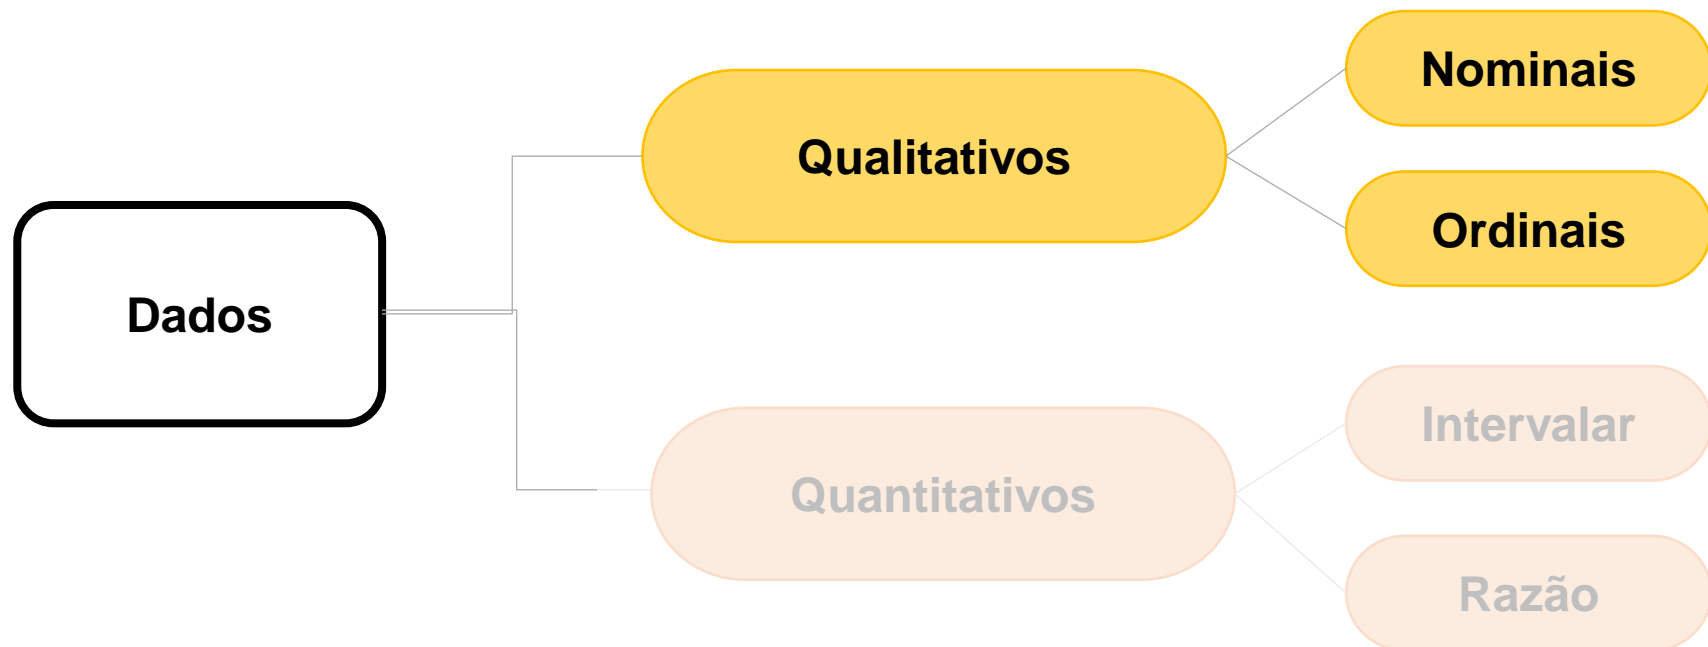 Nominais
Qualitativos
Ordinais
Dados
Intervalar
Quantitativos
Razão